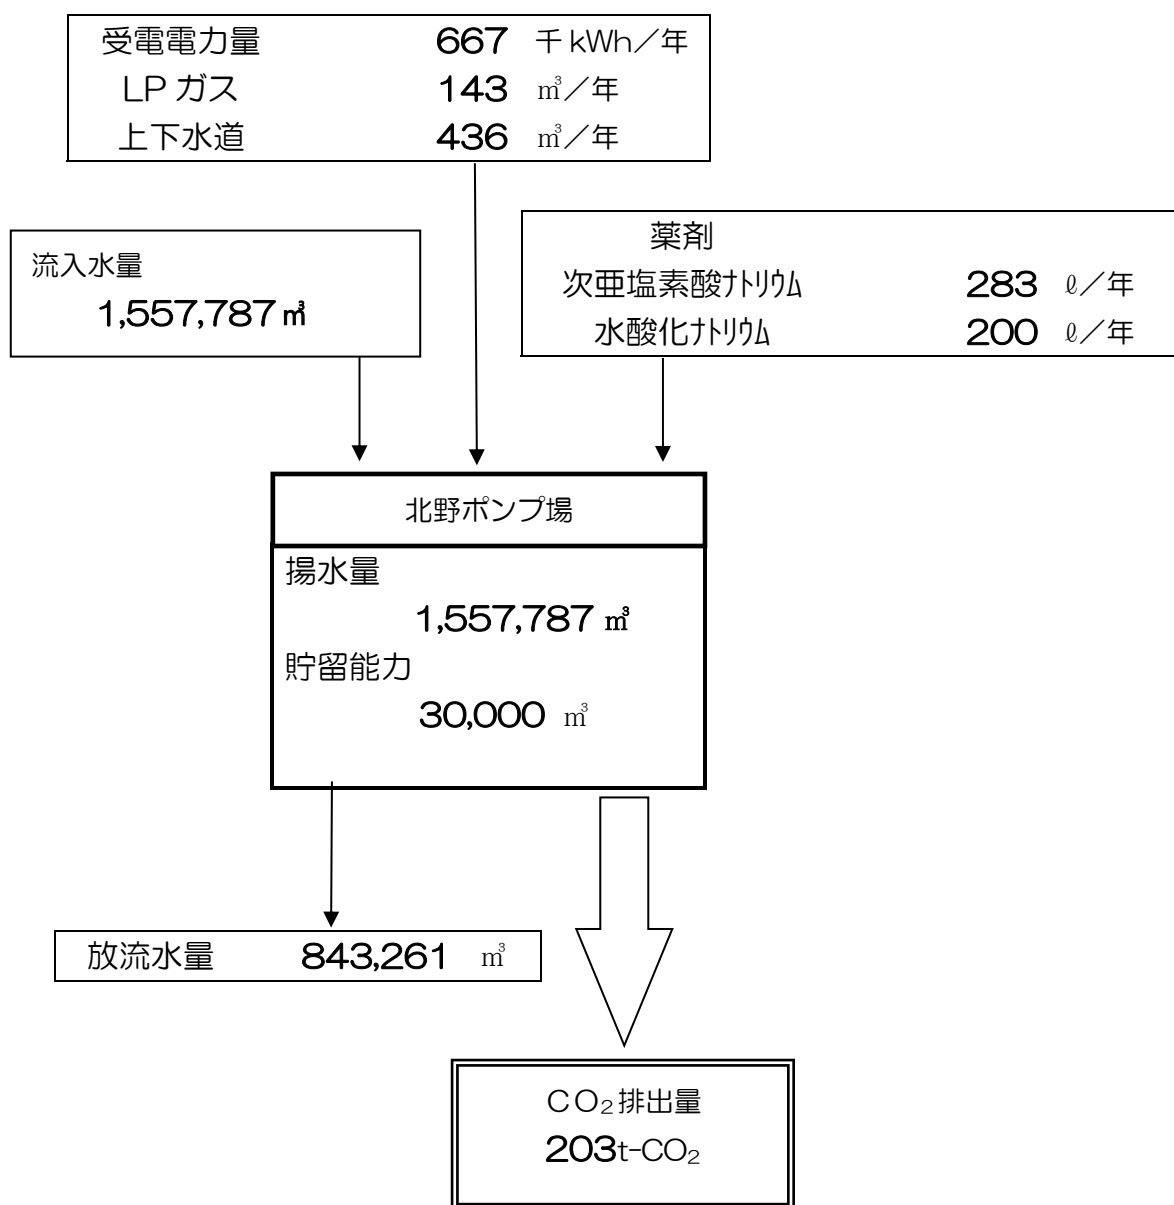 受電電力量 667 千kWh／年
LPガス 143 ㎥／年
上下水道 436 ㎥／年
流入水量
1,557,787㎥
薬剤
次亜塩素酸ﾅﾄﾘｳﾑ 283 ℓ／年
水酸化ﾅﾄﾘｳﾑ 200 ℓ／年
北野ポンプ場
揚水量
1,557,787 ㎥
貯留能力
30,000 ㎥
放流水量 843,261 ㎥
ＣＯ₂排出量
203t-CO₂